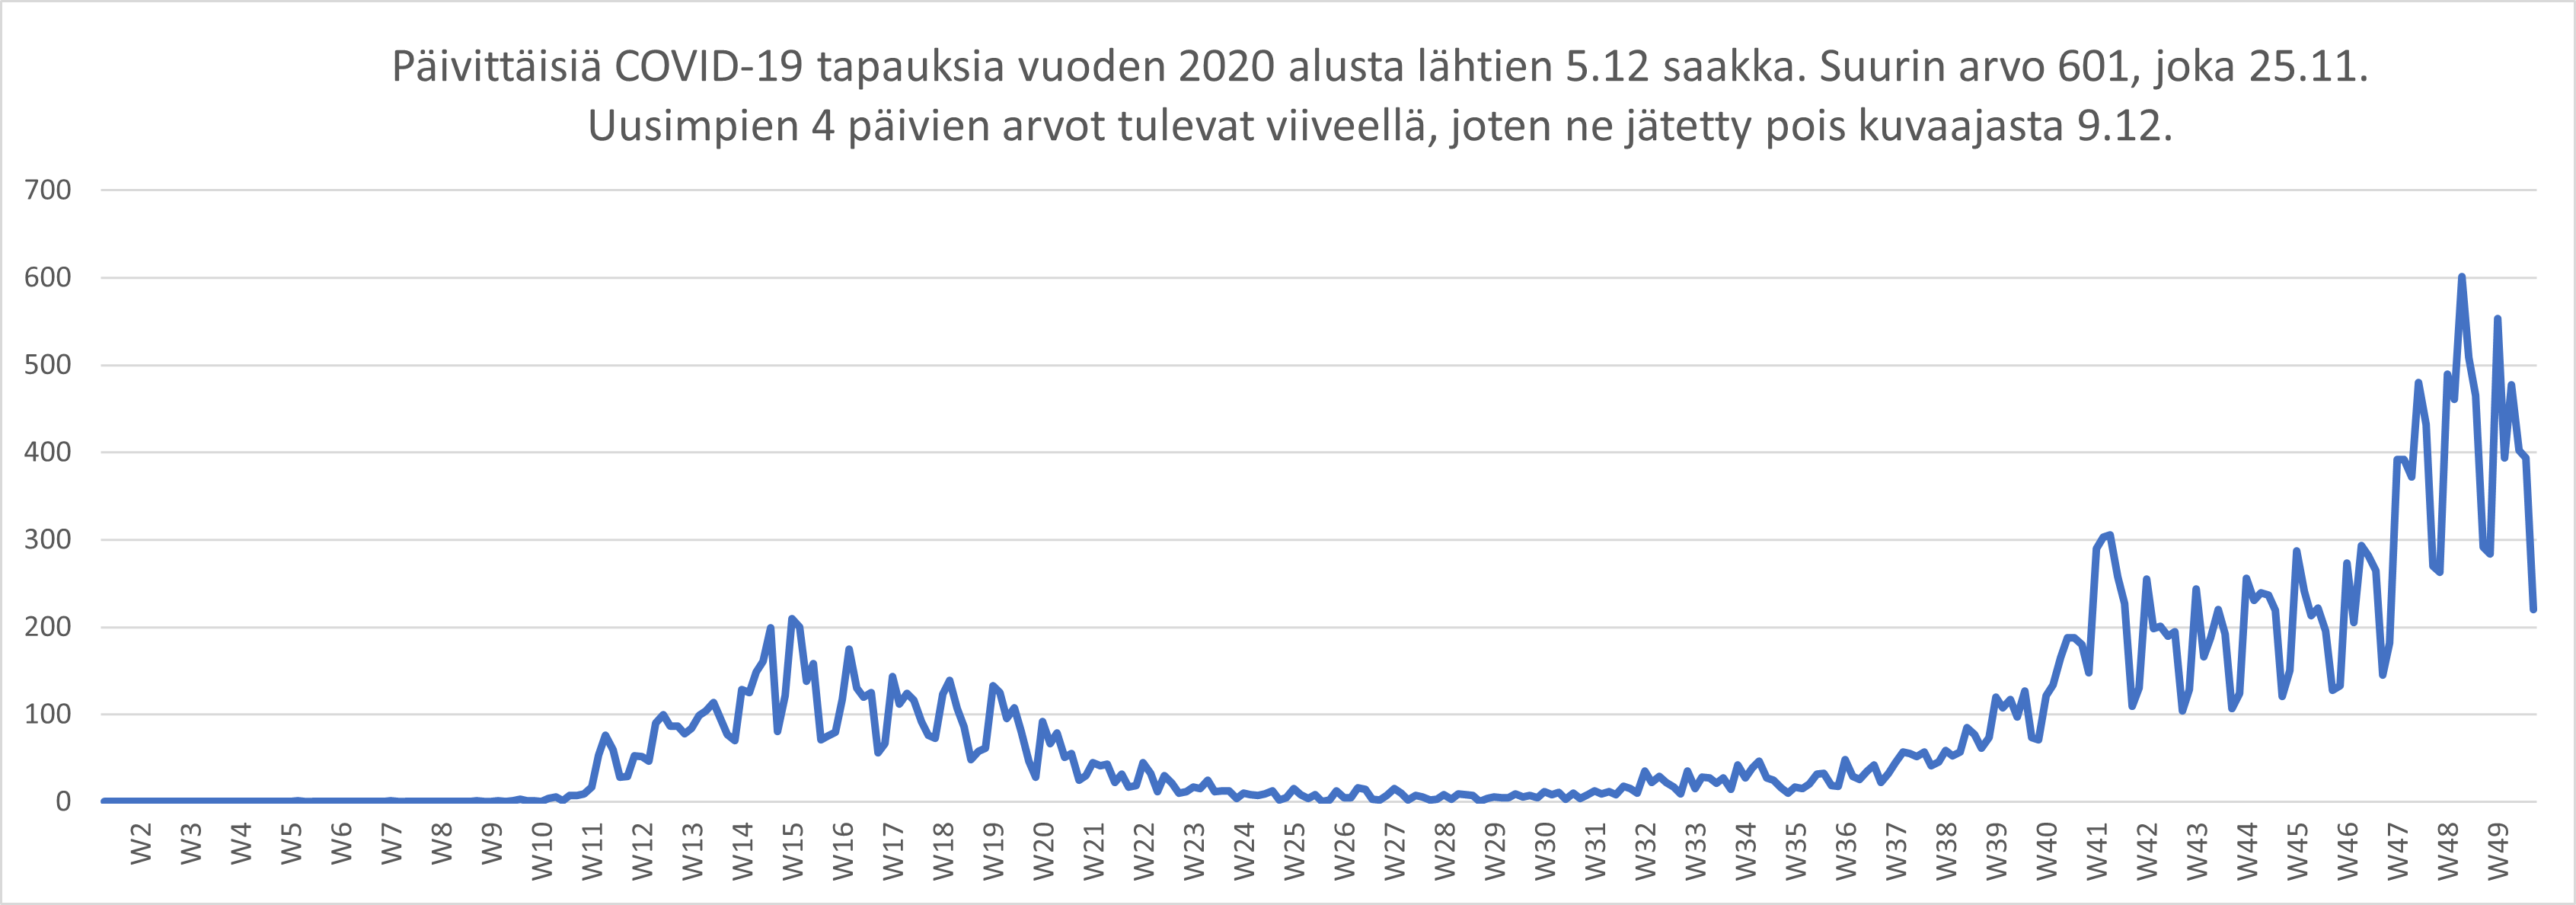 Päivittäisiä COVID-19 tapauksia vuoden 2020 alusta lähtien 5.12 saakka. Suurin arvo 601, joka 25.11.
Uusimpien 4 päivien arvot tulevat viiveellä, joten ne jätetty pois kuvaajasta 9.12.
700
600
500
400
300
200
100
0
W2 W3 W4 W5 W6 W7 W8 W9 W10 W11 W12 W13 W14 W15 W16 W17 W18 W19 W20 W21 W22 W23 W24 W25 W26 W27 W28 W29 W30 W31 W32 W33 W34 W35 W36 W37 W38 W39 W40 W41 W42 W43 W44 W45 W46 W47 W48 W49